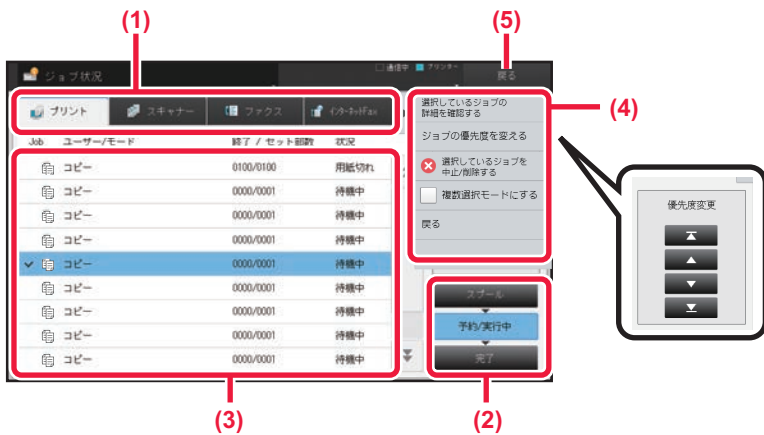 (1)
(5)
ジョブ状況
通信中 プリンター
戻る
プリント スキャナー ファクス インターネットFax
Job ユーザー/モード 終了 / セット部数 状況
コピー 0100/0100 用紙切れ
コピー 0000/0001 待機中
コピー 0000/0001 待機中
コピー 0000/0001 待機中
コピー 0000/0001 待機中
コピー 0000/0001 待機中
コピー 0000/0001 待機中
コピー 0000/0001 待機中
コピー 0000/0001 待機中
選択しているジョブの
詳細を確認する
ジョブの優先度を変える
選択しているジョブを
中止/削除する
複数選択モードにする
戻る
(4)
優先度変更
スプール
予約/実行中
完了
(3)
(2)